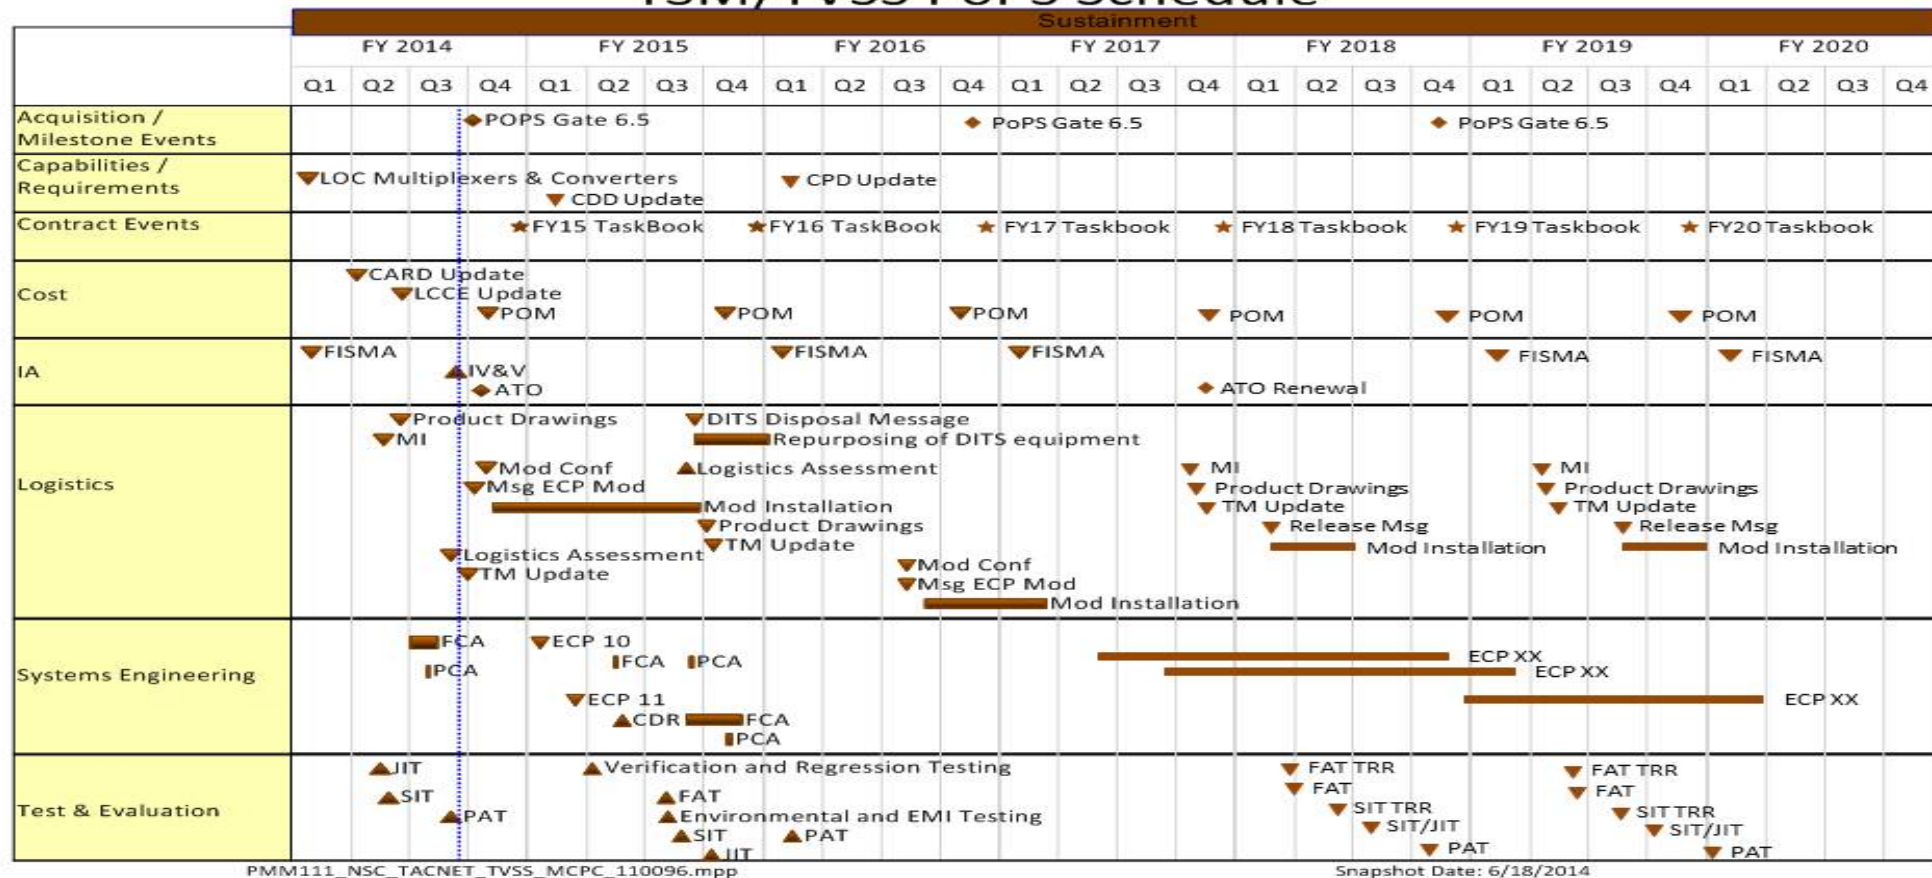 TSM/TVSS PoPS Schedule
Sustainment
FY 2014 FY 2015 FY 2016 FY 2017 FY 2018 FY 2019 FY 2020
Q1 Q2 Q3 Q4 Q1 Q2 Q3 Q4 Q1 Q2 Q3 Q4 Q1 Q2 Q3 Q4 Q1 Q2 Q3 Q4 Q1 Q2 Q3 Q4 Q1 Q2 Q3 Q4
Acquisition /
Milestone Events
POPS Gate 6.5 PoPS Gate 6.5 PoPS Gate 6.5
Capabilities /
Requirements
LOC Multiplexers & Converters CPD Update
CDD Update
Contract Events
FY15 TaskBook FY16 TaskBook FY17 Taskbook FY18 Taskbook FY19 Taskbook FY20 Taskbook
Cost
CARD Update
LCCE Update
POM POM POM POM POM POM
IA
FISMA FISMA FISMA FISMA FISMA
IV&V
ATO ATO Renewal
Logistics
Product Drawings DITS Disposal Message
MI Repurposing of DITS equipment
Mod Conf Logistics Assessment MI MI
Msg ECP Mod Product Drawings Product Drawings
Mod Installation TM Update TM Update
Product Drawings Release Msg Release Msg
TM Update Mod Installation Mod Installation
Logistics Assessment Mod Conf
TM Update Msg ECP Mod
Mod Installation
Systems Engineering
FCA ECP 10
FCA PCA ECP XX
PCA ECP XX
ECP 11 ECP XX
CDR FCA
PCA
Test & Evaluation
JIT Verification and Regression Testing FAT TRR FAT TRR
SIT FAT FAT FAT
PAT Environmental and EMI Testing SIT TRR SIT TRR
SIT PAT SIT/JIT SIT/JIT
JIT PAT PAT
PMM111_NSC_TACNET_TVSS_MCPC_110096.mpp Snapshot Date: 6/18/2014